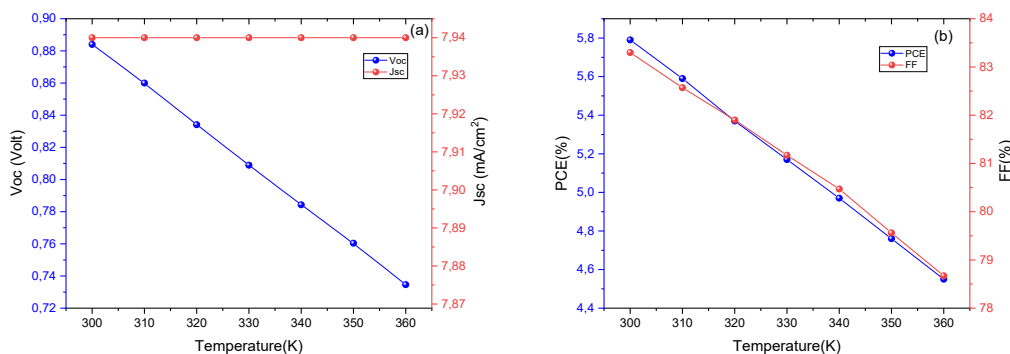 (a)
Voc
Jsc
0,90
0,88
0,86
0,84
0,82
0,80
0,78
0,76
0,74
0,72
Voc (Volt)
7,94
7,93
7,92
7,91
7,90
7,89
7,88
7,87
Jsc (mA/cm²)
300 310 320 330 340 350 360
Temperature(K)
(b)
PCE
FF
5,8
5,6
5,4
5,2
5,0
4,8
4,6
4,4
PCE(%)
84
83
82
81
80
79
78
FF(%)
300 310 320 330 340 350 360
Temperature(K)